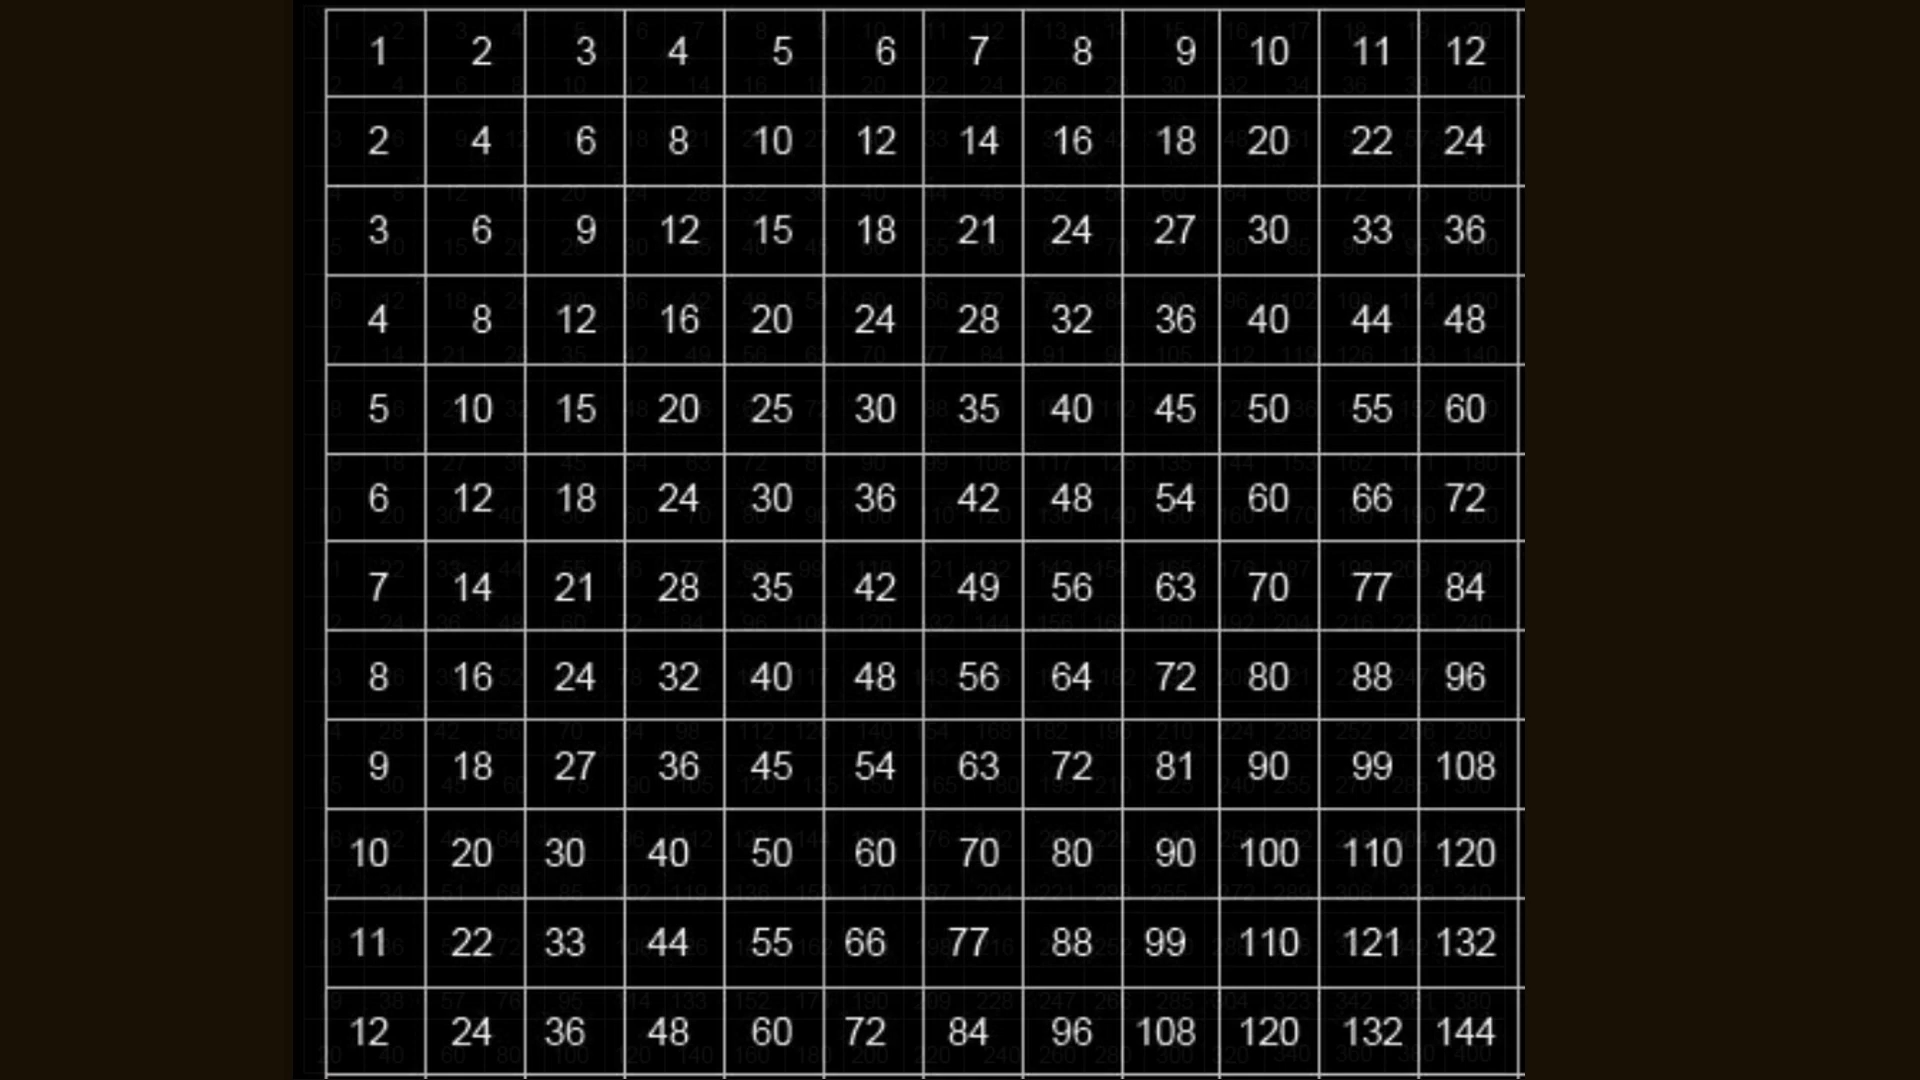 1 2 3 4 5 6 7 8 9 10 11 12
2 4 6 8 10 12 14 16 18 20 22 24
3 6 9 12 15 18 21 24 27 30 33 36
4 8 12 16 20 24 28 32 36 40 44 48
5 10 15 20 25 30 35 40 45 50 55 60
6 12 18 24 30 36 42 48 54 60 66 72
7 14 21 28 35 42 49 56 63 70 77 84
8 16 24 32 40 48 56 64 72 80 88 96
9 18 27 36 45 54 63 72 81 90 99 108
10 20 30 40 50 60 70 80 90 100 110 120
11 22 33 44 55 66 77 88 99 110 121 132
12 24 36 48 60 72 84 96 108 120 132 144